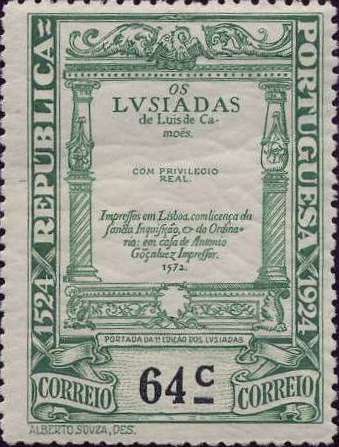 REPUBLICA
PORTUGUESA
OS
LVSIADAS
de Luis de Ca-
moẽs.
COM PRIVILEGIO
REAL.
Impressos em Lisboa, com licença da
sancta Inquisição, & do Ordina-
rio: em casa de Antonio
Gõçaluez Impressor.
1572.
1524
1924
PORTADA DA 1ª EDIÇÃO DOS LVSIADAS
CORREIO
64 c
CORREIO
ALBERTO SOUZA, DES.